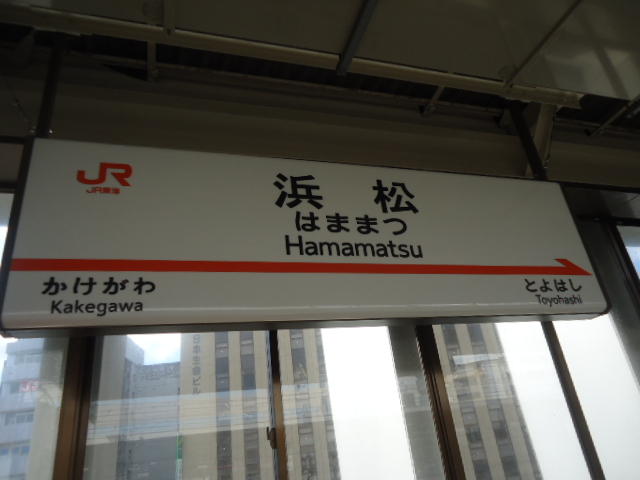 JR
JR東海
浜松
はままつ
Hamamatsu
かけがわ
Kakegawa
とよはし
Toyohashi